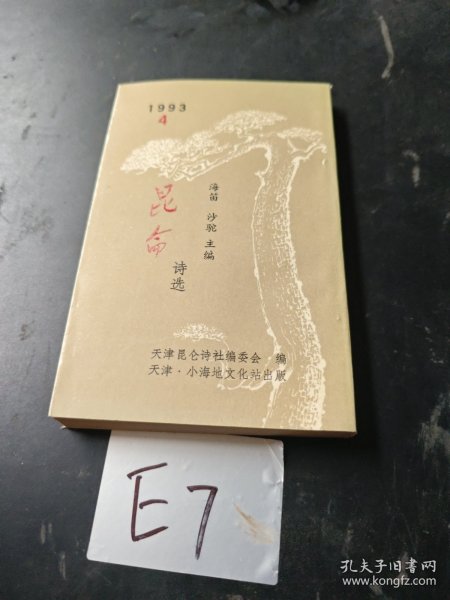 1993
4
昆仑
诗选
海笛 沙驼 主编
天津昆仑诗社编委会 编
天津·小海地文化站出版
E7
孔夫子旧书网
www.kongfz.com